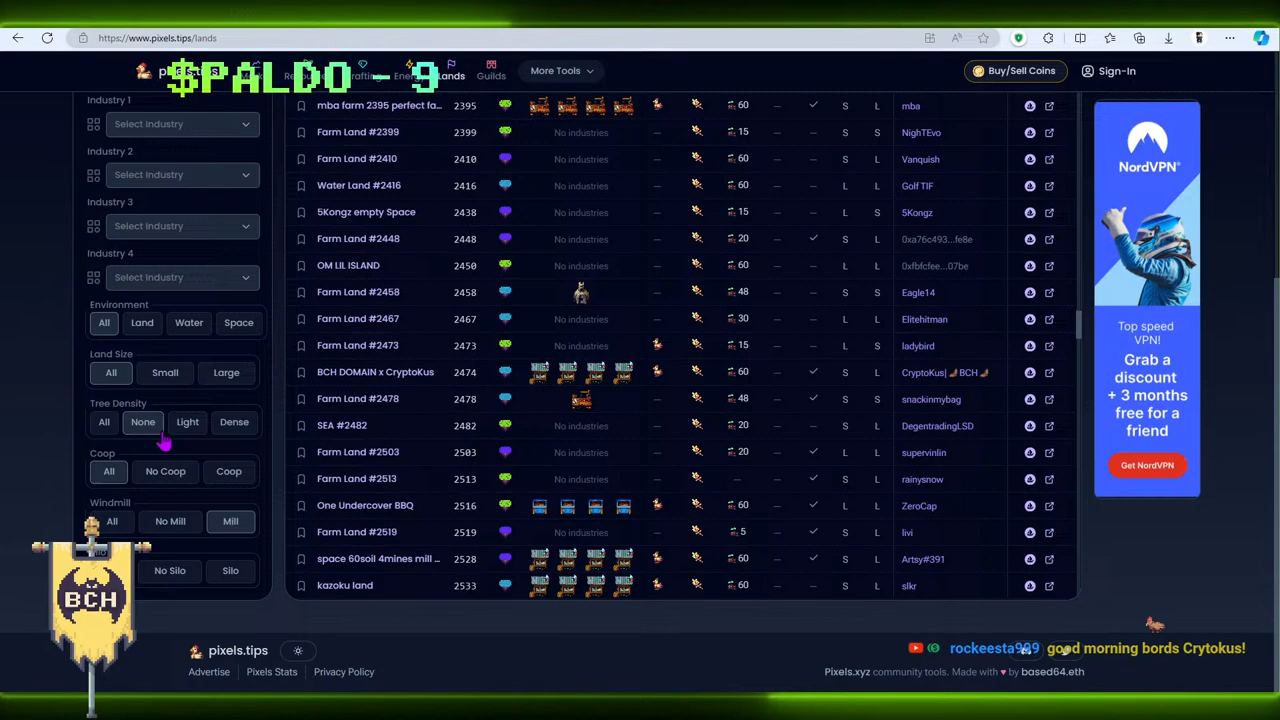 https://www.pixels.tips/lands
pixels.tips
Lands
Guilds
More Tools
Buy/Sell Coins
Sign-In
$PALDO - 9
Industry 1
Select Industry
Industry 2
Select Industry
Industry 3
Select Industry
Industry 4
Select Industry
Environment
All Land Water Space
Land Size
All Small Large
Tree Density
All None Light Dense
Coop
All No Coop Coop
Windmill
All No Mill Mill
No Silo Silo
BCH
mba farm 2395 perfect fa... 2395 60 S L mba
Farm Land #2399 2399 No industries — 15 — — S S NighTEvo
Farm Land #2410 2410 No industries — 60 — — S L Vanquish
Water Land #2416 2416 No industries — 60 — — L S Golf TIF
5Kongz empty Space 2438 No industries — 15 — — L S 5Kongz
Farm Land #2448 2448 No industries — 20 — S L 0xa76c493...fe8e
OM LIL ISLAND 2450 No industries — 60 — — L L 0xfbfcfee...07be
Farm Land #2458 2458 — 48 — — S S Eagle14
Farm Land #2467 2467 No industries — 30 — — S L Elitehitman
Farm Land #2473 2473 No industries 15 — — S L ladybird
BCH DOMAIN x CryptoKus 2474 60 — S L CryptoKus| BCH
Farm Land #2478 2478 — 48 — S L snackinmybag
SEA #2482 2482 No industries — 20 — — S L DegentradingLSD
Farm Land #2503 2503 No industries — 20 — L S supervinlin
Farm Land #2513 2513 No industries — — — S L rainysnow
One Undercover BBQ 2516 60 — S L ZeroCap
Farm Land #2519 2519 No industries — 5 — S L livi
space 60soil 4mines mill ... 2528 60 — S L Artsy#391
kazoku land 2533 60 — — S L slkr
NordVPN®
Top speed
VPN!
Grab a
discount
+ 3 months
free for a
friend
Get NordVPN
pixels.tips
Advertise Pixels Stats Privacy Policy
rockeesta999 good morning bords Crytokus!
Pixels.xyz community tools. Made with ♥ by based64.eth